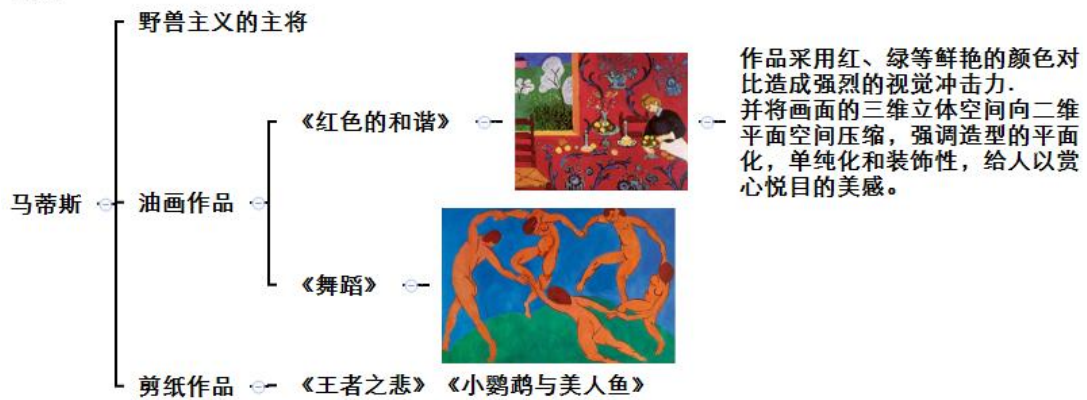 野兽主义的主将
作品采用红、绿等鲜艳的颜色对
比造成强烈的视觉冲击力.
并将画面的三维立体空间向二维
平面空间压缩，强调造型的平面
化，单纯化和装饰性，给人以赏
心悦目的美感。
《红色的和谐》
马蒂斯
油画作品
《舞蹈》
剪纸作品
《王者之悲》《小鹦鹉与美人鱼》